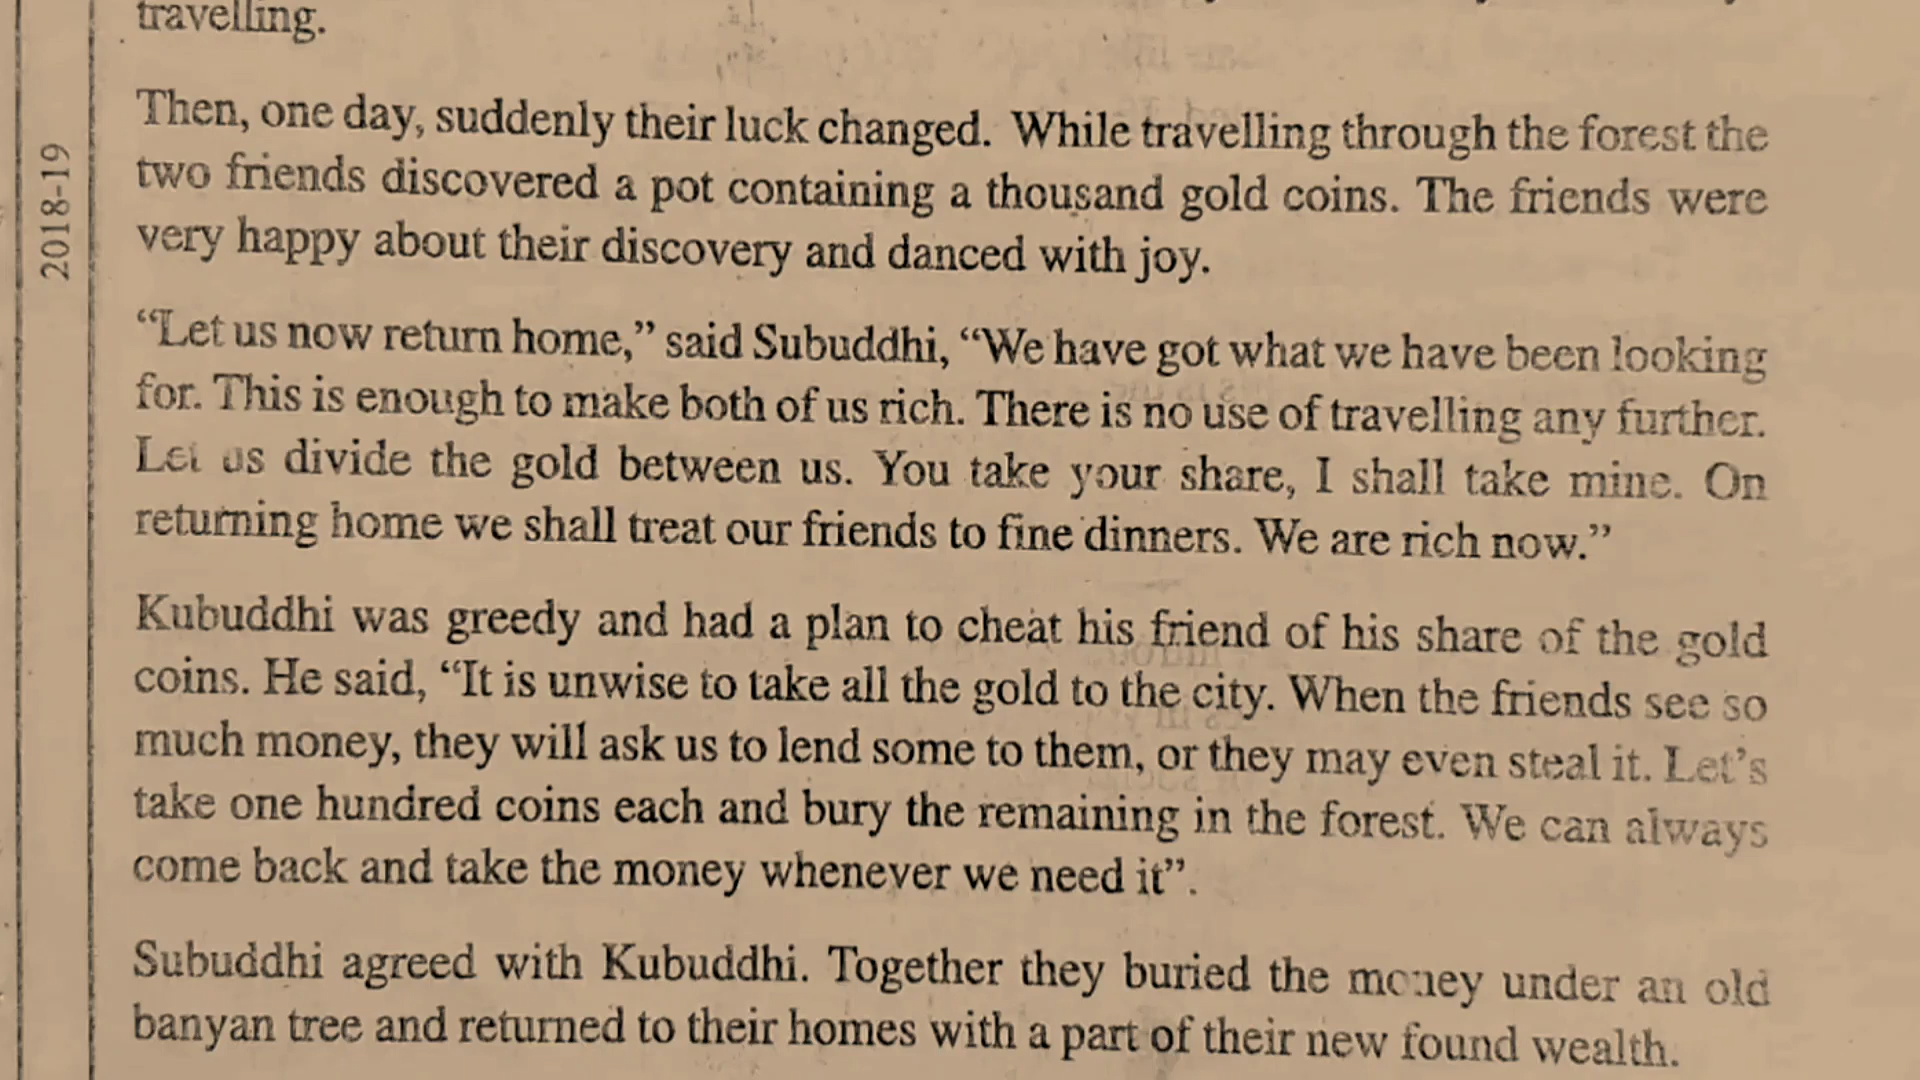 travelling.
Then, one day, suddenly their luck changed. While travelling through the forest the
two friends discovered a pot containing a thousand gold coins. The friends were
very happy about their discovery and danced with joy.
“Let us now return home,” said Subuddhi, “We have got what we have been looking
for. This is enough to make both of us rich. There is no use of travelling any further.
Let us divide the gold between us. You take your share, I shall take mine. On
returning home we shall treat our friends to fine dinners. We are rich now.”
Kubuddhi was greedy and had a plan to cheat his friend of his share of the gold
coins. He said, “It is unwise to take all the gold to the city. When the friends see so
much money, they will ask us to lend some to them, or they may even steal it. Let’s
take one hundred coins each and bury the remaining in the forest. We can always
come back and take the money whenever we need it”.
Subuddhi agreed with Kubuddhi. Together they buried the money under an old
banyan tree and returned to their homes with a part of their new found wealth.
2018-19